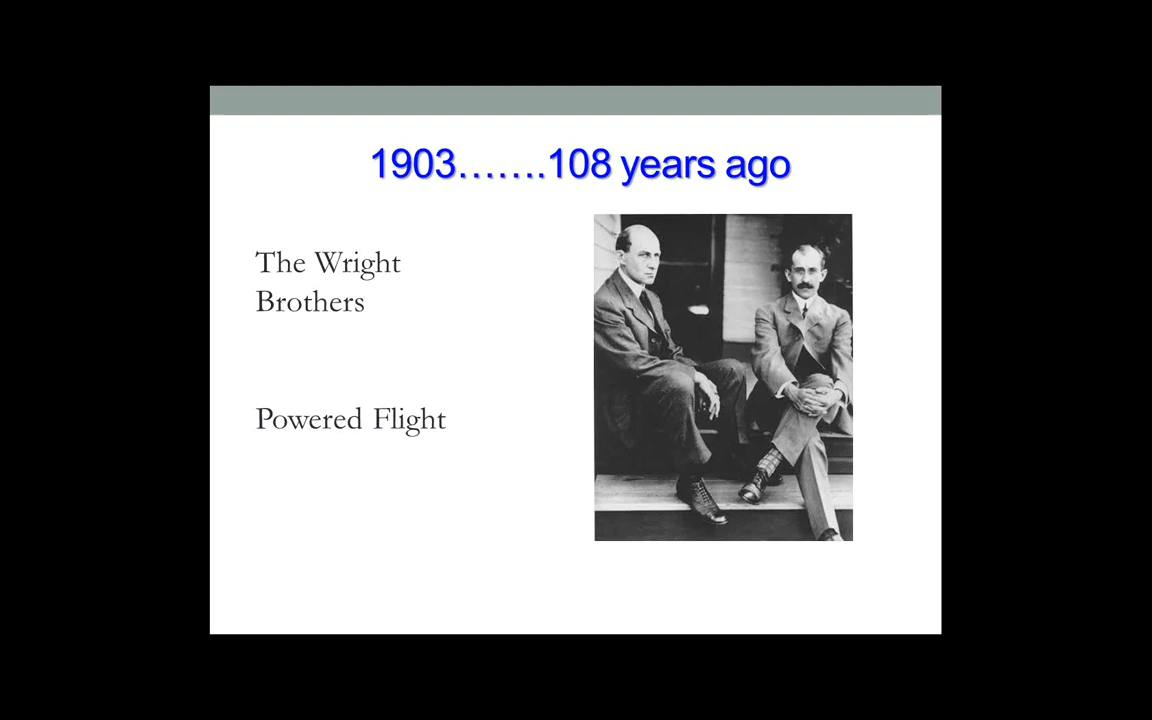 1903…….108 years ago
The Wright
Brothers
Powered Flight